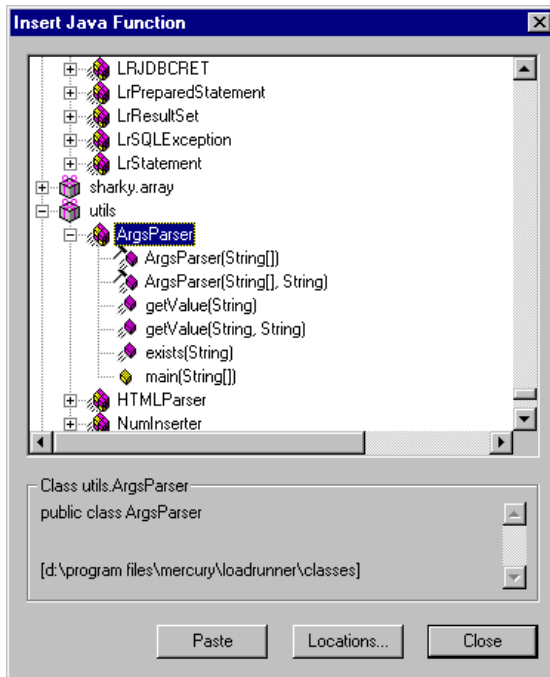 Insert Java Function
LRJDBCRET
LrPreparedStatement
LrResultSet
LrSQLException
LrStatement
sharky.array
utils
ArgsParser
ArgsParser(String[])
ArgsParser(String[], String)
getValue(String)
getValue(String, String)
exists(String)
main(String[])
HTMLParser
NumInserter
Class utils.ArgsParser
public class ArgsParser
[d:\program files\mercury\loadrunner\classes]
Paste Locations... Close